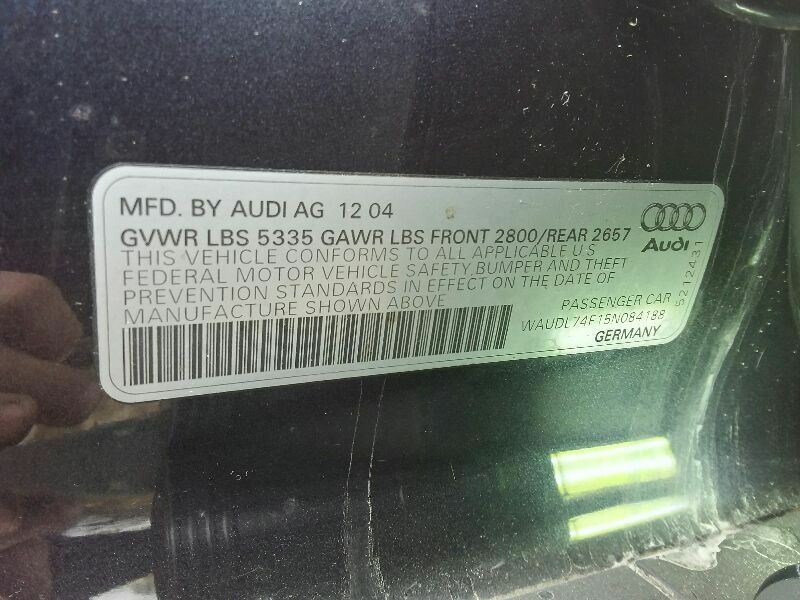 MFD. BY AUDI AG 12 04
GVWR LBS 5335 GAWR LBS FRONT 2800/REAR 2657
THIS VEHICLE CONFORMS TO ALL APPLICABLE U S
FEDERAL MOTOR VEHICLE SAFETY, BUMPER AND THEFT
PREVENTION STANDARDS IN EFFECT ON THE DATE OF
MANUFACTURE SHOWN ABOVE
PASSENGER CAR
WAUDL74F15N084188
GERMANY
Audi
5212431